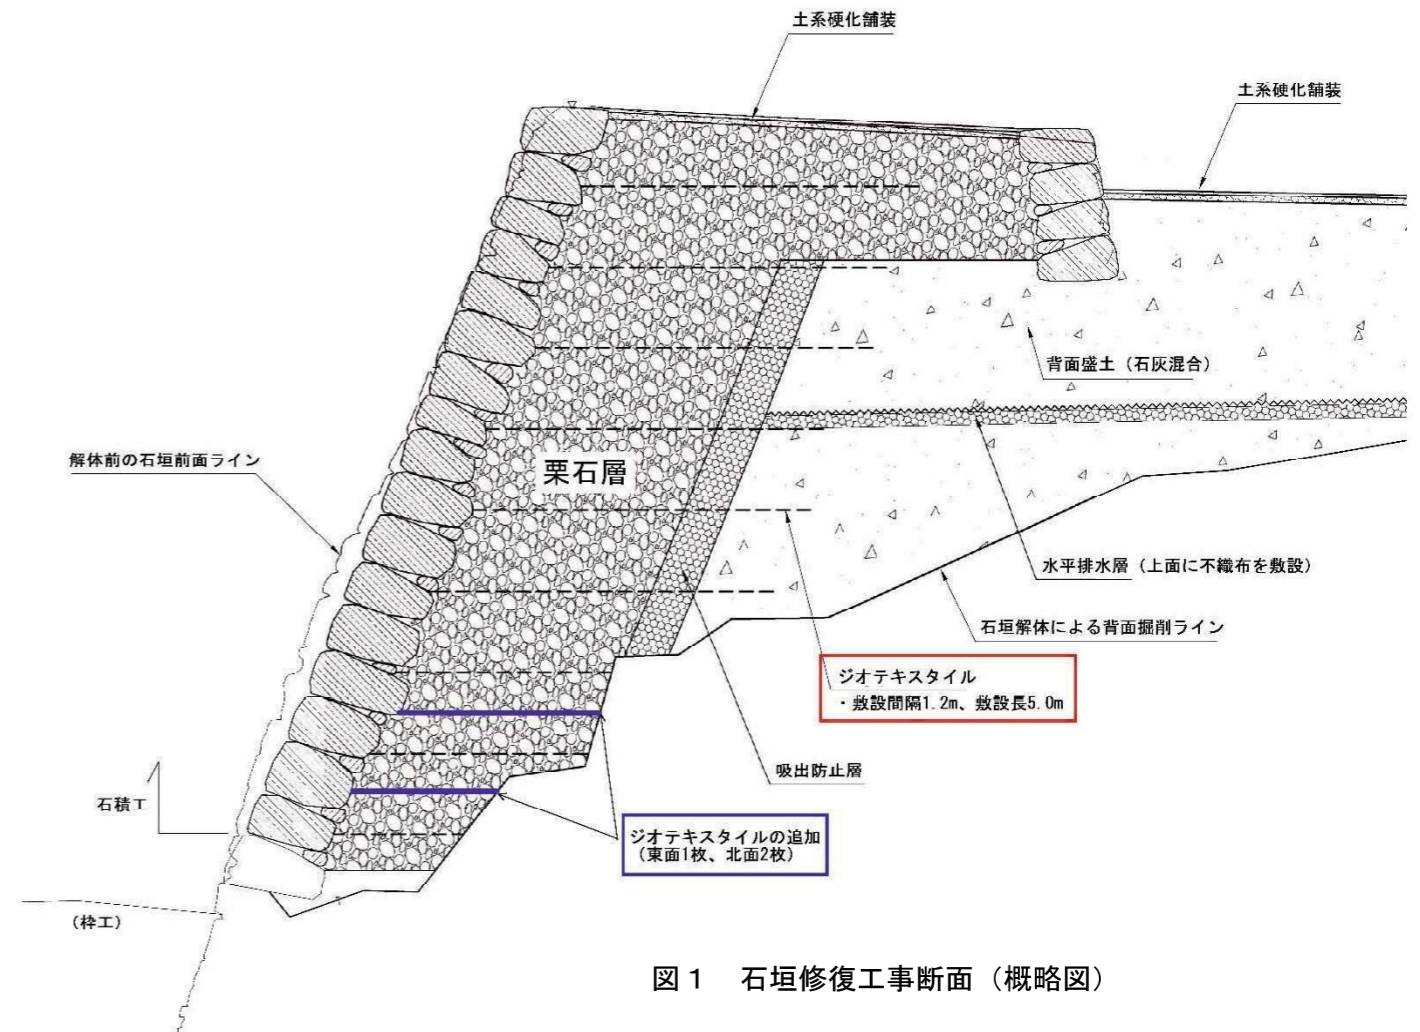 土系硬化舗装
土系硬化舗装
背面盛土（石灰混合）
解体前の石垣前面ライン
栗石層
水平排水層（上面に不織布を敷設）
石垣解体による背面掘削ライン
ジオテキスタイル
・敷設間隔1.2m、敷設長5.0m
吸出防止層
石積工
ジオテキスタイルの追加
（東面1枚、北面2枚）
（枠工）
図１　石垣修復工事断面（概略図）